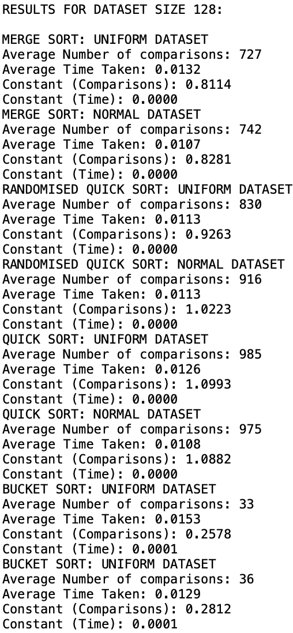 RESULTS FOR DATASET SIZE 128:
MERGE SORT: UNIFORM DATASET
Average Number of comparisons: 727
Average Time Taken: 0.0132
Constant (Comparisons): 0.8114
Constant (Time): 0.0000
MERGE SORT: NORMAL DATASET
Average Number of comparisons: 742
Average Time Taken: 0.0107
Constant (Comparisons): 0.8281
Constant (Time): 0.0000
RANDOMISED QUICK SORT: UNIFORM DATASET
Average Number of comparisons: 830
Average Time Taken: 0.0113
Constant (Comparisons): 0.9263
Constant (Time): 0.0000
RANDOMISED QUICK SORT: NORMAL DATASET
Average Number of comparisons: 916
Average Time Taken: 0.0113
Constant (Comparisons): 1.0223
Constant (Time): 0.0000
QUICK SORT: UNIFORM DATASET
Average Number of comparisons: 985
Average Time Taken: 0.0126
Constant (Comparisons): 1.0993
Constant (Time): 0.0000
QUICK SORT: NORMAL DATASET
Average Number of comparisons: 975
Average Time Taken: 0.0108
Constant (Comparisons): 1.0882
Constant (Time): 0.0000
BUCKET SORT: UNIFORM DATASET
Average Number of comparisons: 33
Average Time Taken: 0.0153
Constant (Comparisons): 0.2578
Constant (Time): 0.0001
BUCKET SORT: UNIFORM DATASET
Average Number of comparisons: 36
Average Time Taken: 0.0129
Constant (Comparisons): 0.2812
Constant (Time): 0.0001